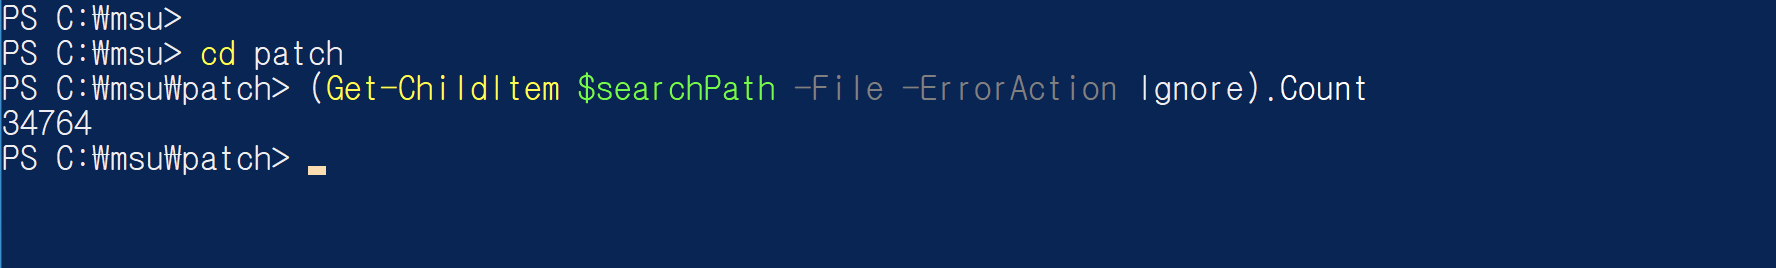 PS C:₩msu>
PS C:₩msu> cd patch
PS C:₩msu₩patch> (Get-ChildItem $searchPath -File -ErrorAction Ignore).Count
34764
PS C:₩msu₩patch>